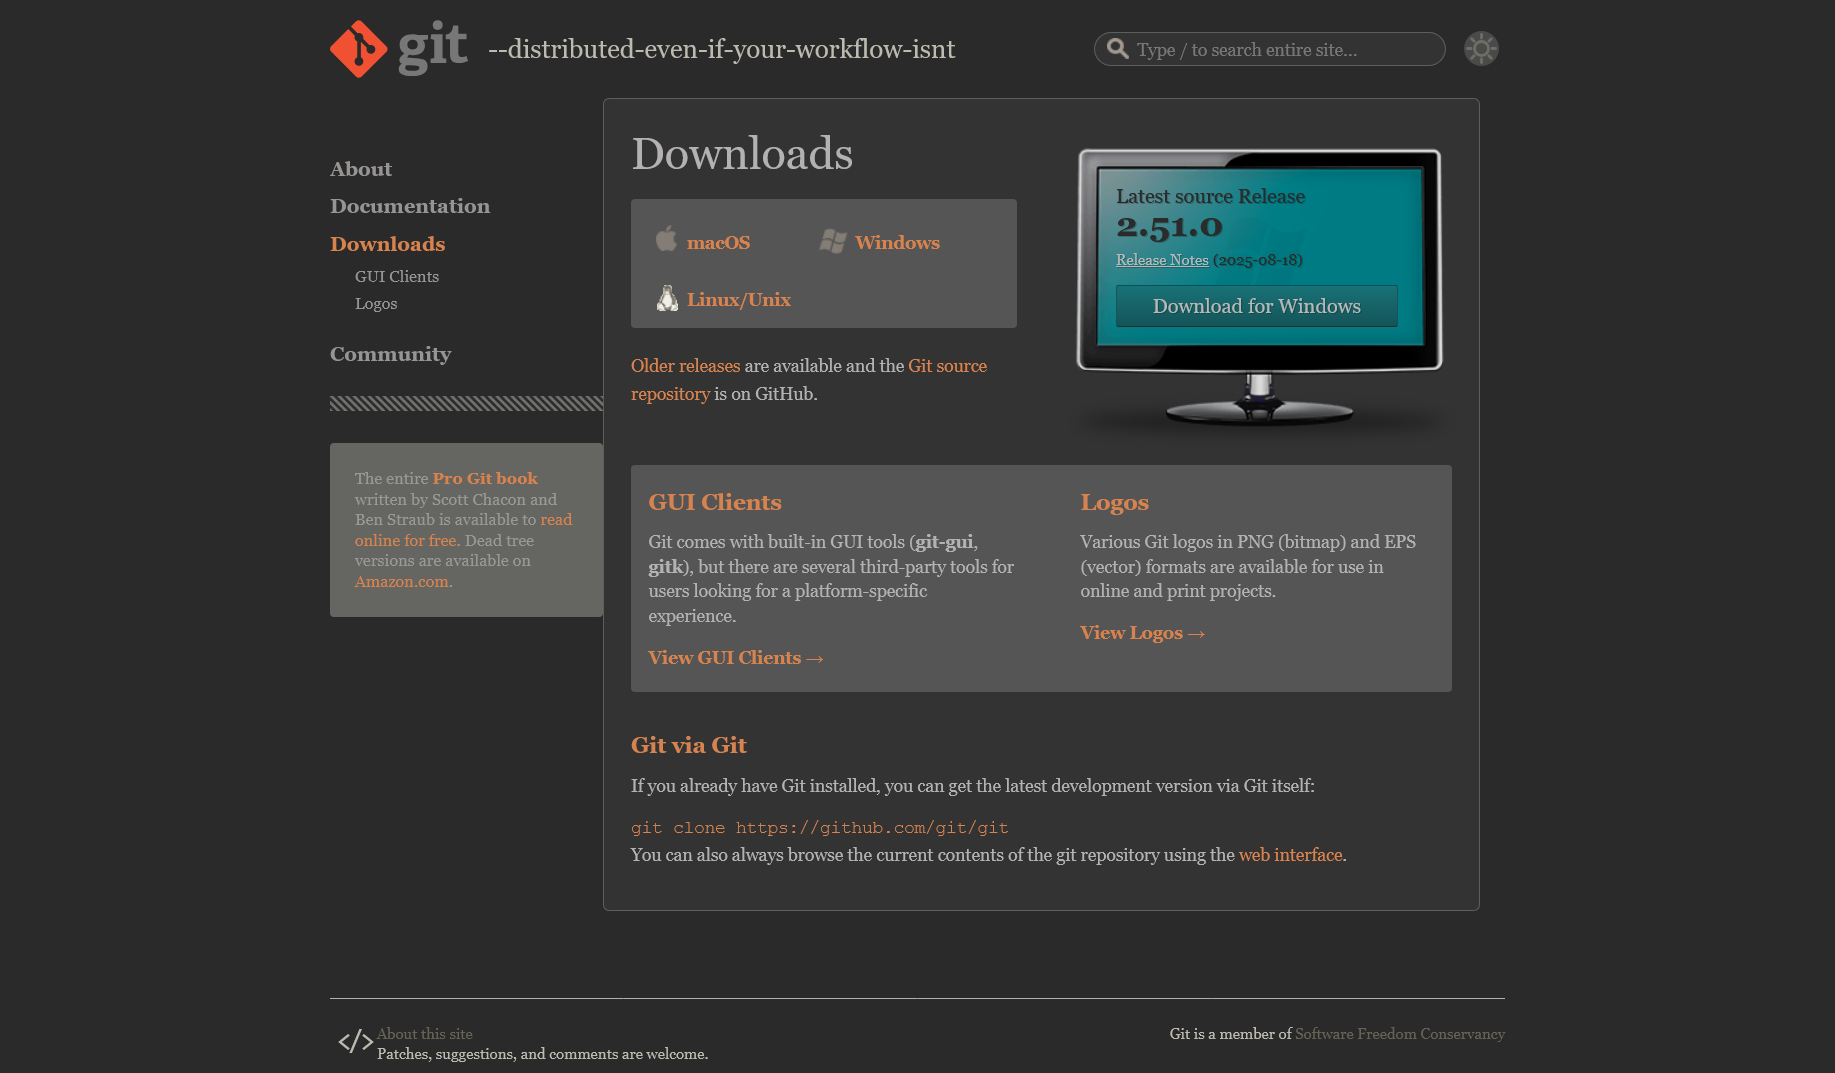 git --distributed-even-if-your-workflow-isnt
Type / to search entire site...
About
Documentation
Downloads
GUI Clients
Logos
Community
The entire Pro Git book
written by Scott Chacon and
Ben Straub is available to read
online for free. Dead tree
versions are available on
Amazon.com.
Downloads
macOS
Windows
Linux/Unix
Older releases are available and the Git source
repository is on GitHub.
Latest source Release
2.51.0
Release Notes (2025-08-18)
Download for Windows
GUI Clients
Git comes with built-in GUI tools (git-gui,
gitk), but there are several third-party tools for
users looking for a platform-specific
experience.
View GUI Clients →
Logos
Various Git logos in PNG (bitmap) and EPS
(vector) formats are available for use in
online and print projects.
View Logos →
Git via Git
If you already have Git installed, you can get the latest development version via Git itself:
git clone https://github.com/git/git
You can also always browse the current contents of the git repository using the web interface.
</> About this site
Patches, suggestions, and comments are welcome.
Git is a member of Software Freedom Conservancy